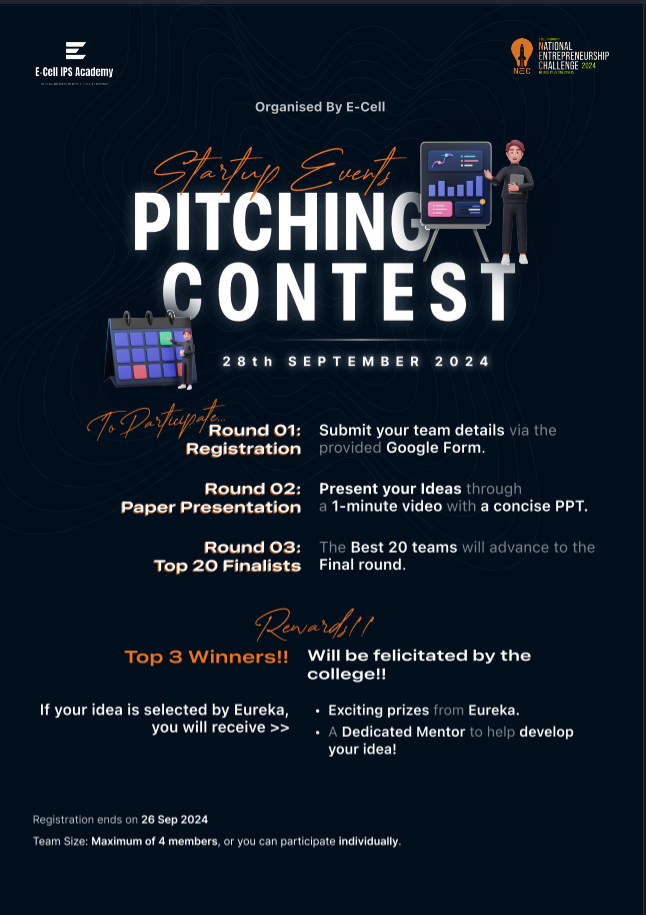 E-Cell IPS Academy
NATIONAL
ENTREPRENEURSHIP
CHALLENGE 2024
NEC
Organised By E-Cell
Startup Events
PITCHING
CONTEST
28th SEPTEMBER 2024
To Participate...
Round 01:
Registration
Submit your team details via the
provided Google Form.
Round 02:
Paper Presentation
Present your Ideas through
a 1-minute video with a concise PPT.
Round 03:
Top 20 Finalists
The Best 20 teams will advance to the
Final round.
Rewards!!
Top 3 Winners!!
Will be felicitated by the
college!!
If your idea is selected by Eureka,
you will receive >>
• Exciting prizes from Eureka.
• A Dedicated Mentor to help develop
your idea!
Registration ends on 26 Sep 2024
Team Size: Maximum of 4 members, or you can participate individually.